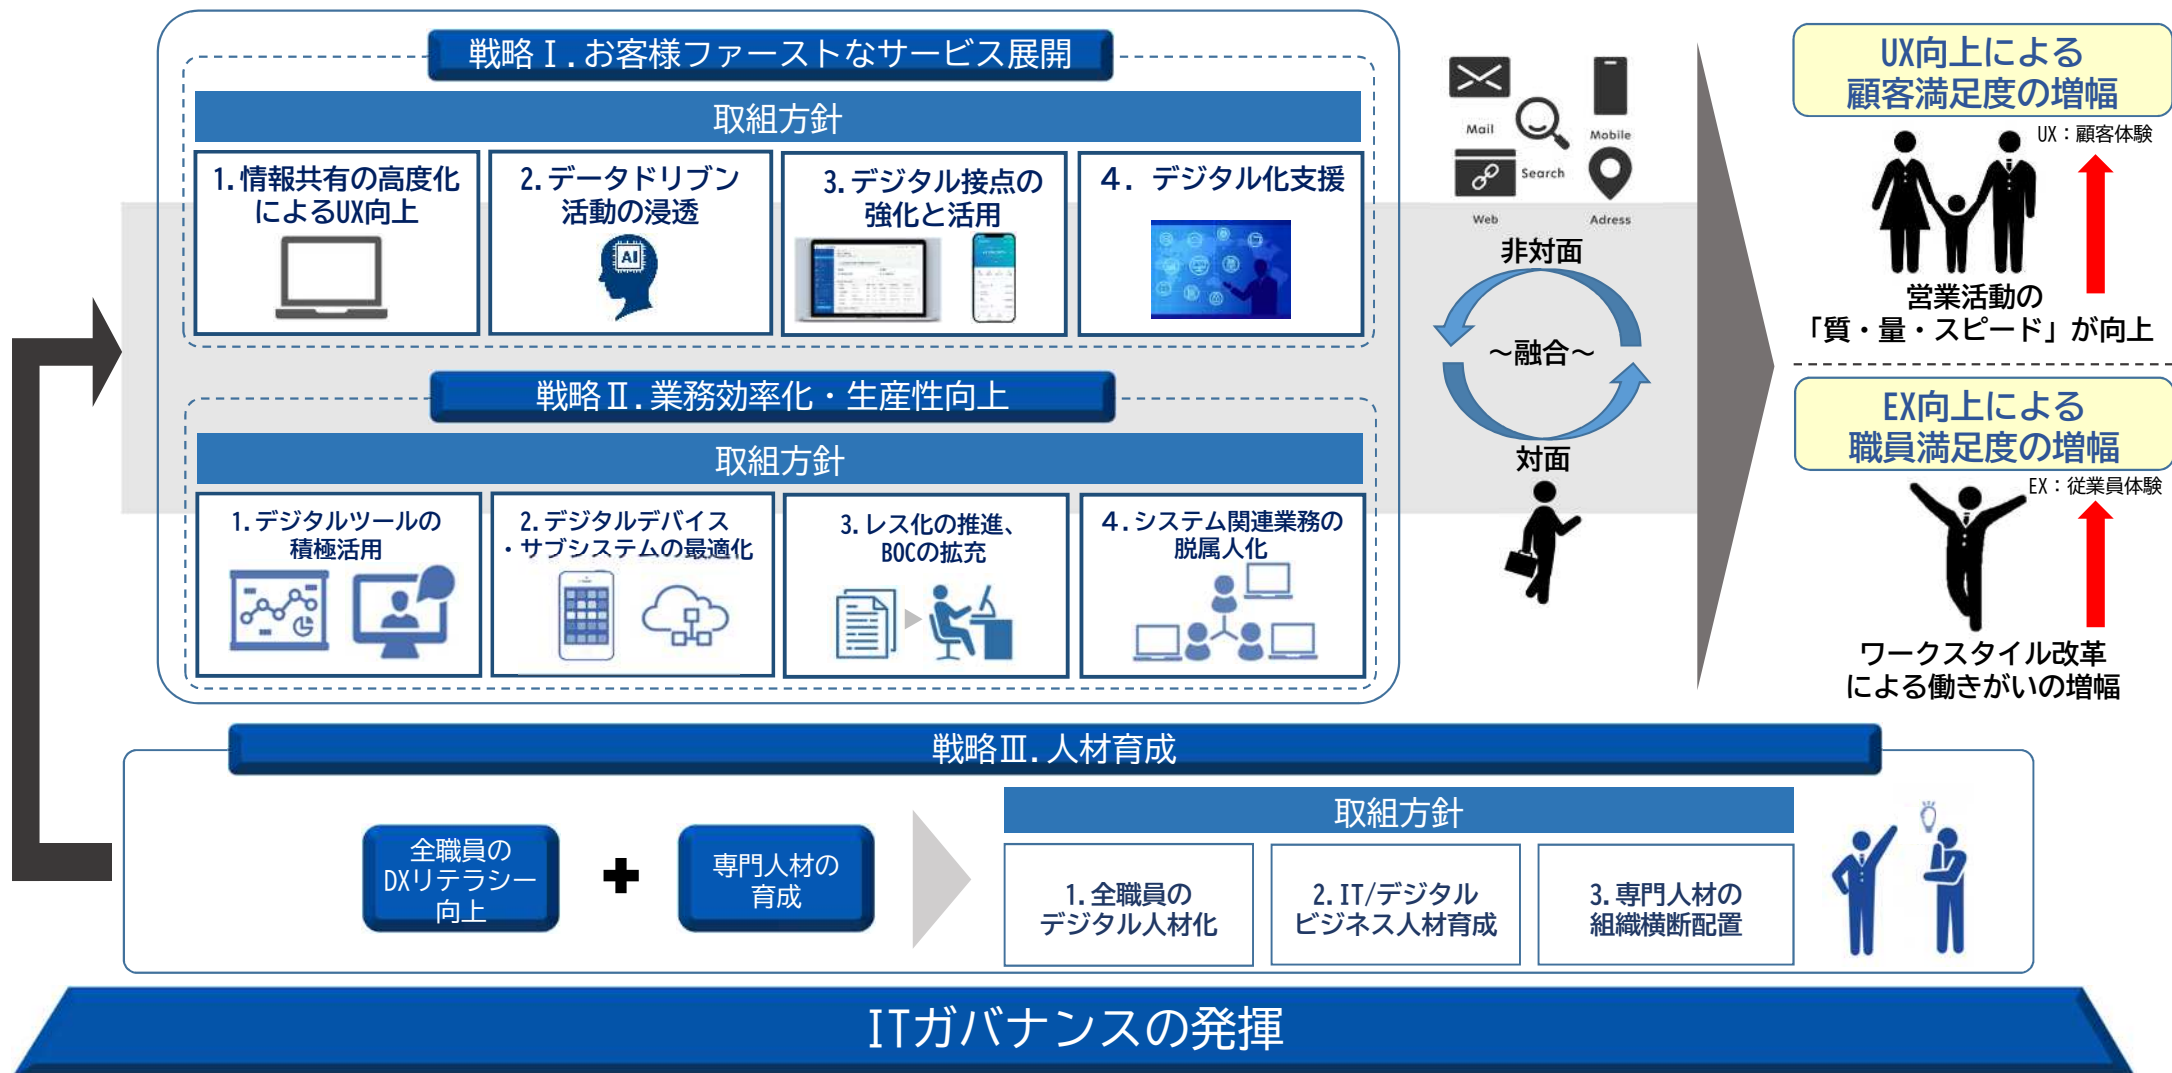 戦略Ⅰ.お客様ファーストなサービス展開
取組方針
1.情報共有の高度化
によるUX向上
2.データドリブン
活動の浸透
AI
3.デジタル接点の
強化と活用
4. デジタル化支援
戦略Ⅱ.業務効率化・生産性向上
取組方針
1.デジタルツールの
積極活用
2.デジタルデバイス
・サブシステムの最適化
3.レス化の推進、
BOCの拡充
4.システム関連業務の
脱属人化
Mail
Mobile
Search
Web
Adress
非対面
～融合～
対面
UX向上による
顧客満足度の増幅
UX：顧客体験
営業活動の
「質・量・スピード」が向上
EX向上による
職員満足度の増幅
EX：従業員体験
ワークスタイル改革
による働きがいの増幅
戦略Ⅲ.人材育成
全職員の
DXリテラシー
向上
専門人材の
育成
取組方針
1.全職員の
デジタル人材化
2.IT/デジタル
ビジネス人材育成
3.専門人材の
組織横断配置
ITガバナンスの発揮